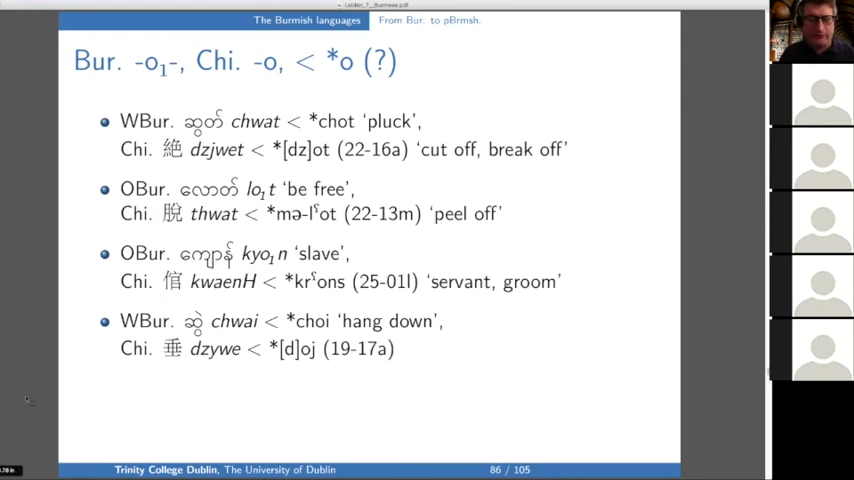 Leiden_7__Burmese.pdf
The Burmish languages From Bur. to pBrmsh.
Bur. -o₁-, Chi. -o, < *o (?)
WBur. ဆွတ် chwat < *chot ‘pluck’,
Chi. 絶 dzjwet < *[dz]ot (22-16a) ‘cut off, break off’
OBur. လောတ် lo₁t ‘be free’,
Chi. 脫 thwat < *mə-lˤot (22-13m) ‘peel off’
OBur. ကျောန် kyo₁n ‘slave’,
Chi. 倌 kwaenH < *krˤons (25-01l) ‘servant, groom’
WBur. ဆွဲ chwai < *choi ‘hang down’,
Chi. 垂 dzywe < *[d]oj (19-17a)
Trinity College Dublin, The University of Dublin 86 / 105